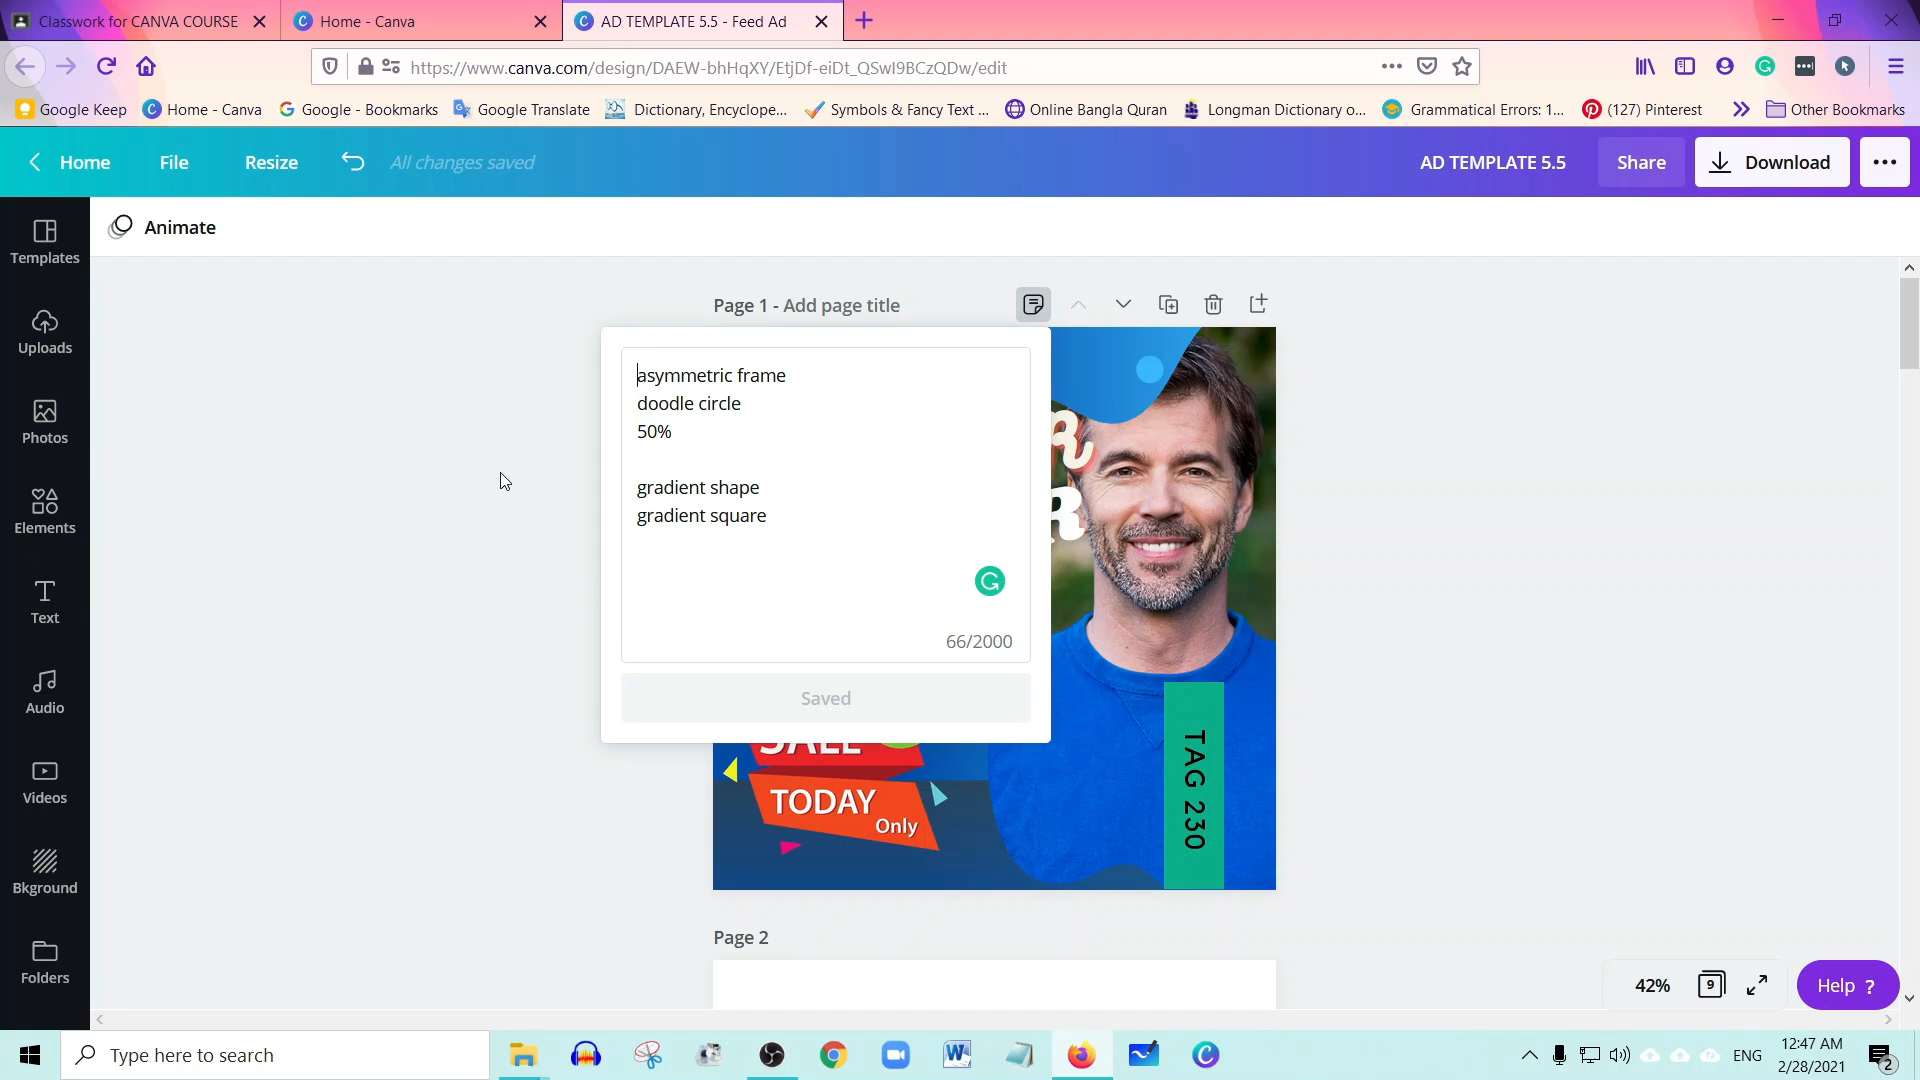 Classwork for CANVA COURSE
Home - Canva
AD TEMPLATE 5.5 - Feed Ad
https://www.canva.com/design/DAEW-bhHqXY/EtjDf-eiDt_QSwI9BCzQDw/edit
Google Keep
Home - Canva
Google - Bookmarks
Google Translate
Dictionary, Encyclope...
Symbols & Fancy Text ...
Online Bangla Quran
Longman Dictionary o...
Grammatical Errors: 1...
(127) Pinterest
Other Bookmarks
Home
File
Resize
All changes saved
AD TEMPLATE 5.5
Share
Download
Templates
Uploads
Photos
Elements
Text
Audio
Videos
Bkground
Folders
Animate
Page 1 - Add page title
asymmetric frame
doodle circle
50%
gradient shape
gradient square
66/2000
Saved
R
R
SALE
TODAY
Only
TAG 230
Page 2
42%
9
Help ?
Type here to search
ENG
12:47 AM
2/28/2021
2